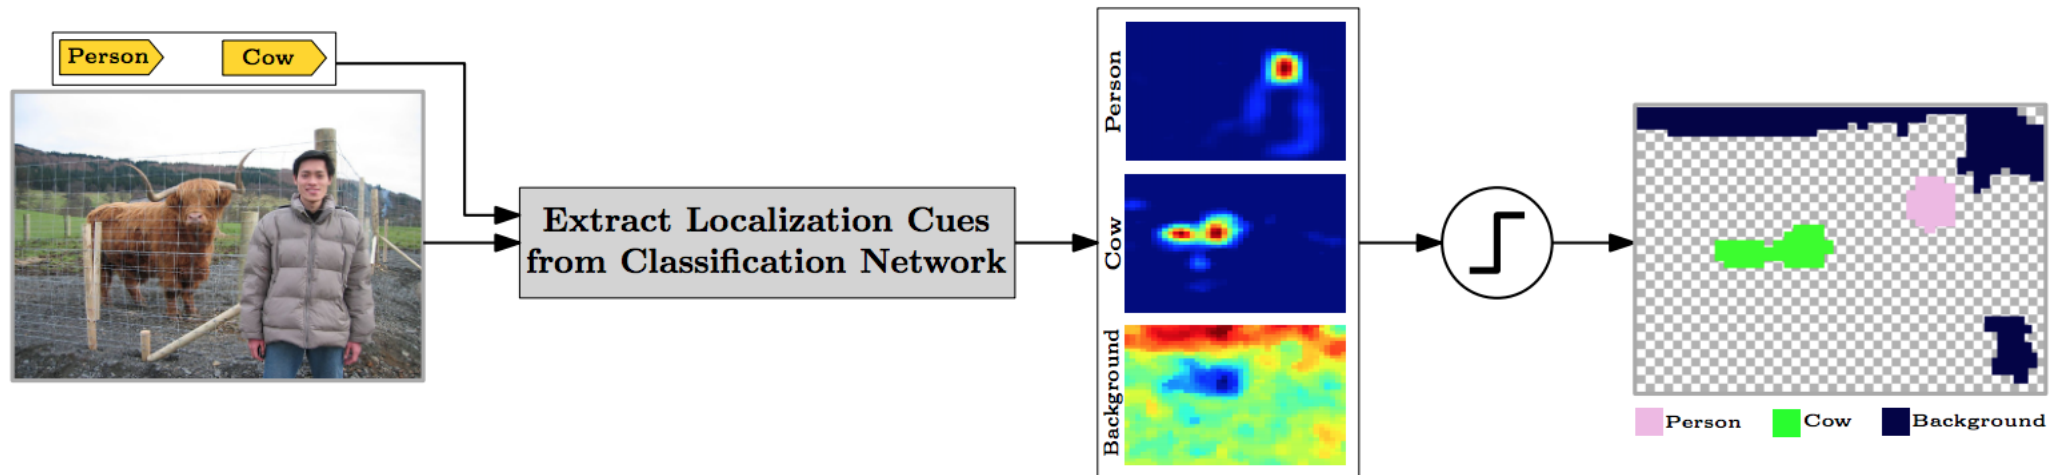 Person
Cow
Extract Localization Cues
from Classification Network
Person
Cow
Background
Person
Cow
Background